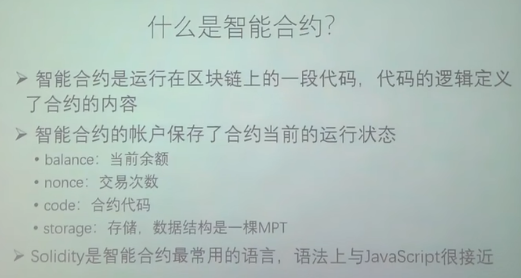 什么是智能合约?
➢ 智能合约是运行在区块链上的一段代码，代码的逻辑定义
了合约的内容
➢ 智能合约的帐户保存了合约当前的运行状态
• balance：当前余额
• nonce：交易次数
• code：合约代码
• storage：存储，数据结构是一棵MPT
➢ Solidity是智能合约最常用的语言，语法上与JavaScript很接近